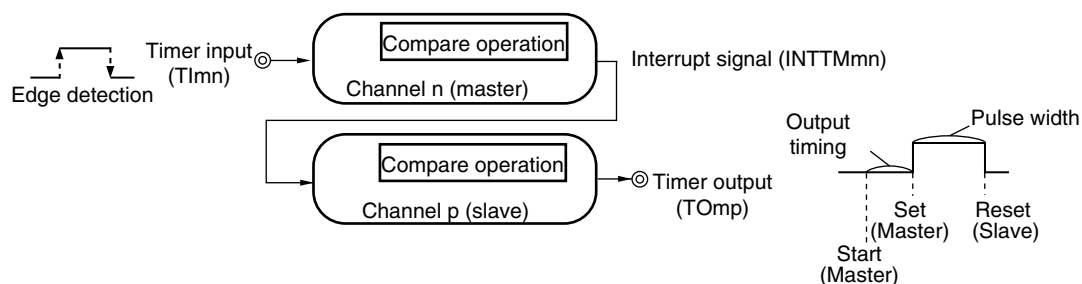 Timer input
(TImn)
Edge detection
Compare operation
Channel n (master)
Interrupt signal (INTTMmn)
Compare operation
Channel p (slave)
Timer output
(TOmp)
Output
timing
Pulse width
Set
(Master)
Reset
(Slave)
Start
(Master)